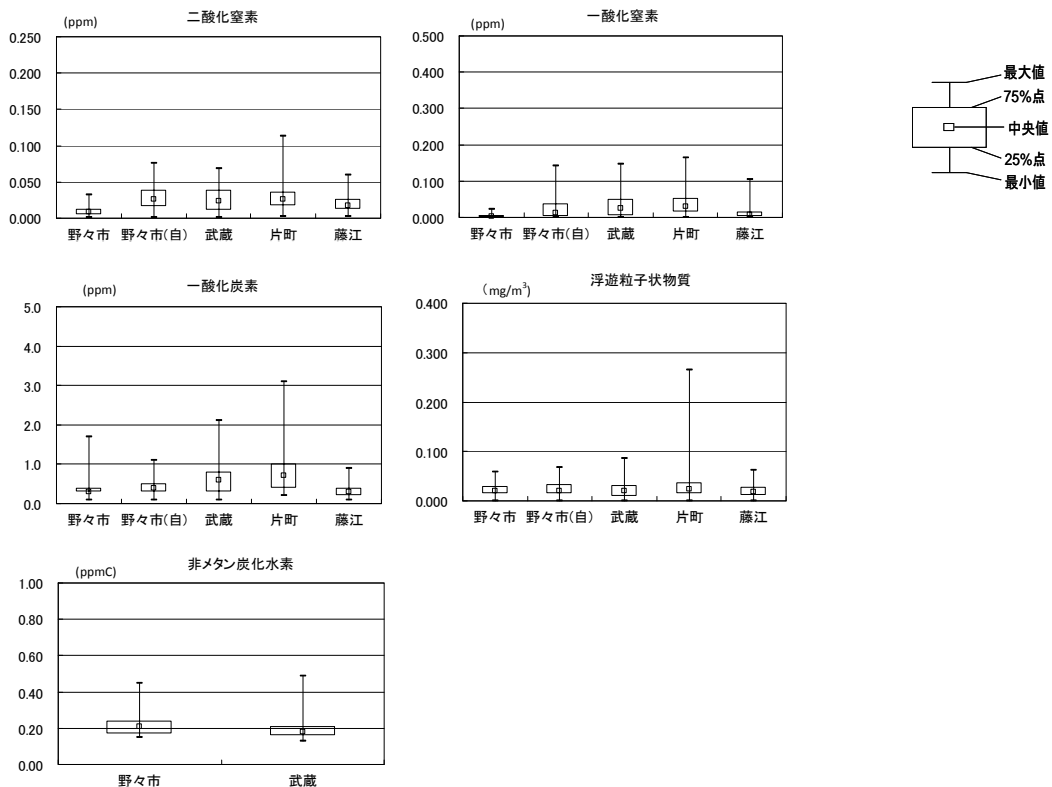 二酸化窒素
(ppm)
0.250
0.200
0.150
0.100
0.050
0.000
野々市 野々市(自) 武蔵 片町 藤江
一酸化窒素
(ppm)
0.500
0.400
0.300
0.200
0.100
0.000
野々市 野々市(自) 武蔵 片町 藤江
最大値
75%点
中央値
25%点
最小値
一酸化炭素
(ppm)
5.0
4.0
3.0
2.0
1.0
0.0
野々市 野々市(自) 武蔵 片町 藤江
浮遊粒子状物質
(mg/m³)
0.400
0.300
0.200
0.100
0.000
野々市 野々市(自) 武蔵 片町 藤江
非メタン炭化水素
(ppmC)
1.00
0.80
0.60
0.40
0.20
0.00
野々市 武蔵